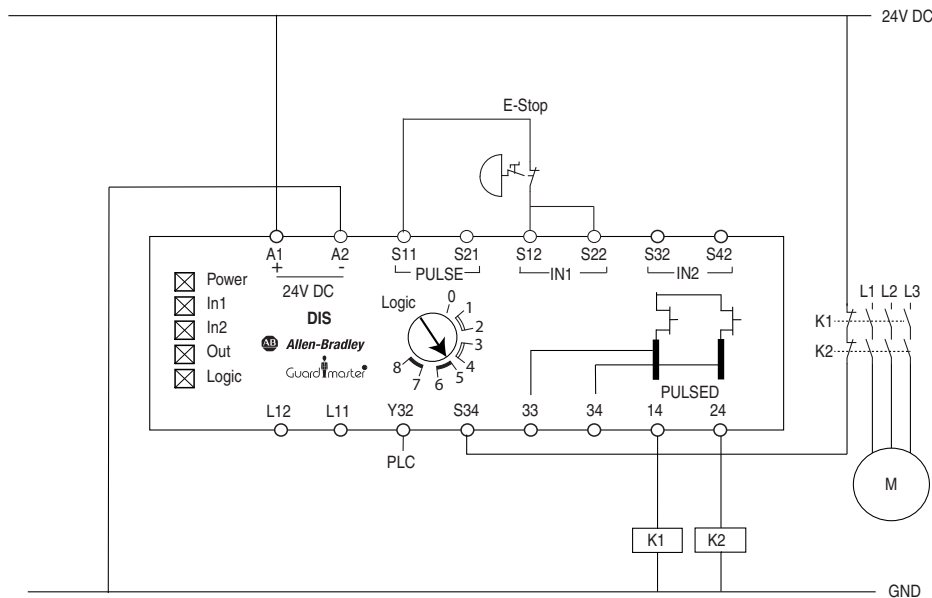 24V DC
E-Stop
A1 A2 S11 S21 S12 S22 S32 S42
+ - PULSE IN1 IN2
24V DC
Power
In1
In2
Out
Logic
DIS
AB Allen-Bradley
Guardmaster
Logic
0
1
2
3
4
5
6
7
8
PULSED
L12 L11 Y32 S34 33 34 14 24
PLC
L1 L2 L3
K1
K2
M
K1 K2
GND